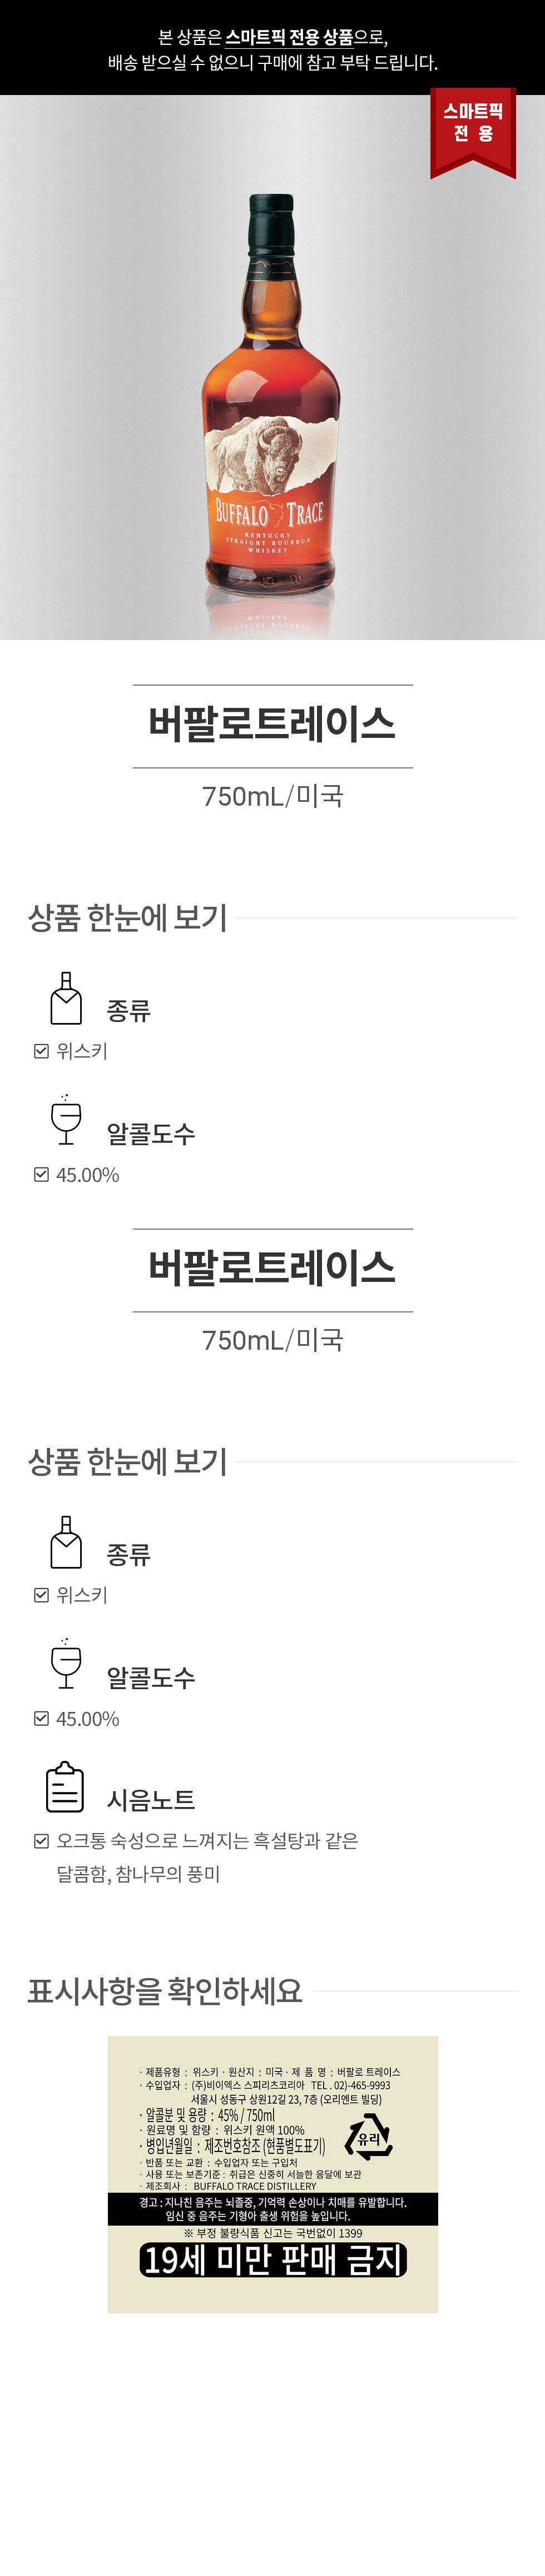 본 상품은 스마트픽 전용 상품으로,
배송 받으실 수 없으니 구매에 참고 부탁 드립니다.
스마트픽
전 용
BUFFALO TRACE
KENTUCKY
STRAIGHT BOURBON
WHISKEY
버팔로트레이스
750mL/미국
상품 한눈에 보기
종류
위스키
알콜도수
45.00%
버팔로트레이스
750mL/미국
상품 한눈에 보기
종류
위스키
알콜도수
45.00%
시음노트
오크통 숙성으로 느껴지는 흑설탕과 같은
달콤함, 참나무의 풍미
표시사항을 확인하세요
· 제품유형 : 위스키 · 원산지 : 미국 · 제 품 명 : 버팔로 트레이스
· 수입업자 : (주)비이엑스 스피리츠코리아 TEL . 02)-465-9993
서울시 성동구 상원12길 23, 7층 (오리엔트 빌딩)
· 알콜분 및 용량 : 45% / 750ml
· 원료명 및 함량 : 위스키 원액 100%
· 병입년월일 : 제조번호참조 (현품별도표기)
유리
· 반품 또는 교환 : 수입업자 또는 구입처
· 사용 또는 보존기준 : 취급은 신중히 서늘한 응달에 보관
· 제조회사 : BUFFALO TRACE DISTILLERY
경고 : 지나친 음주는 뇌졸중, 기억력 손상이나 치매를 유발합니다.
임신 중 음주는 기형아 출생 위험을 높입니다.
※ 부정 불량식품 신고는 국번없이 1399
19세 미만 판매 금지